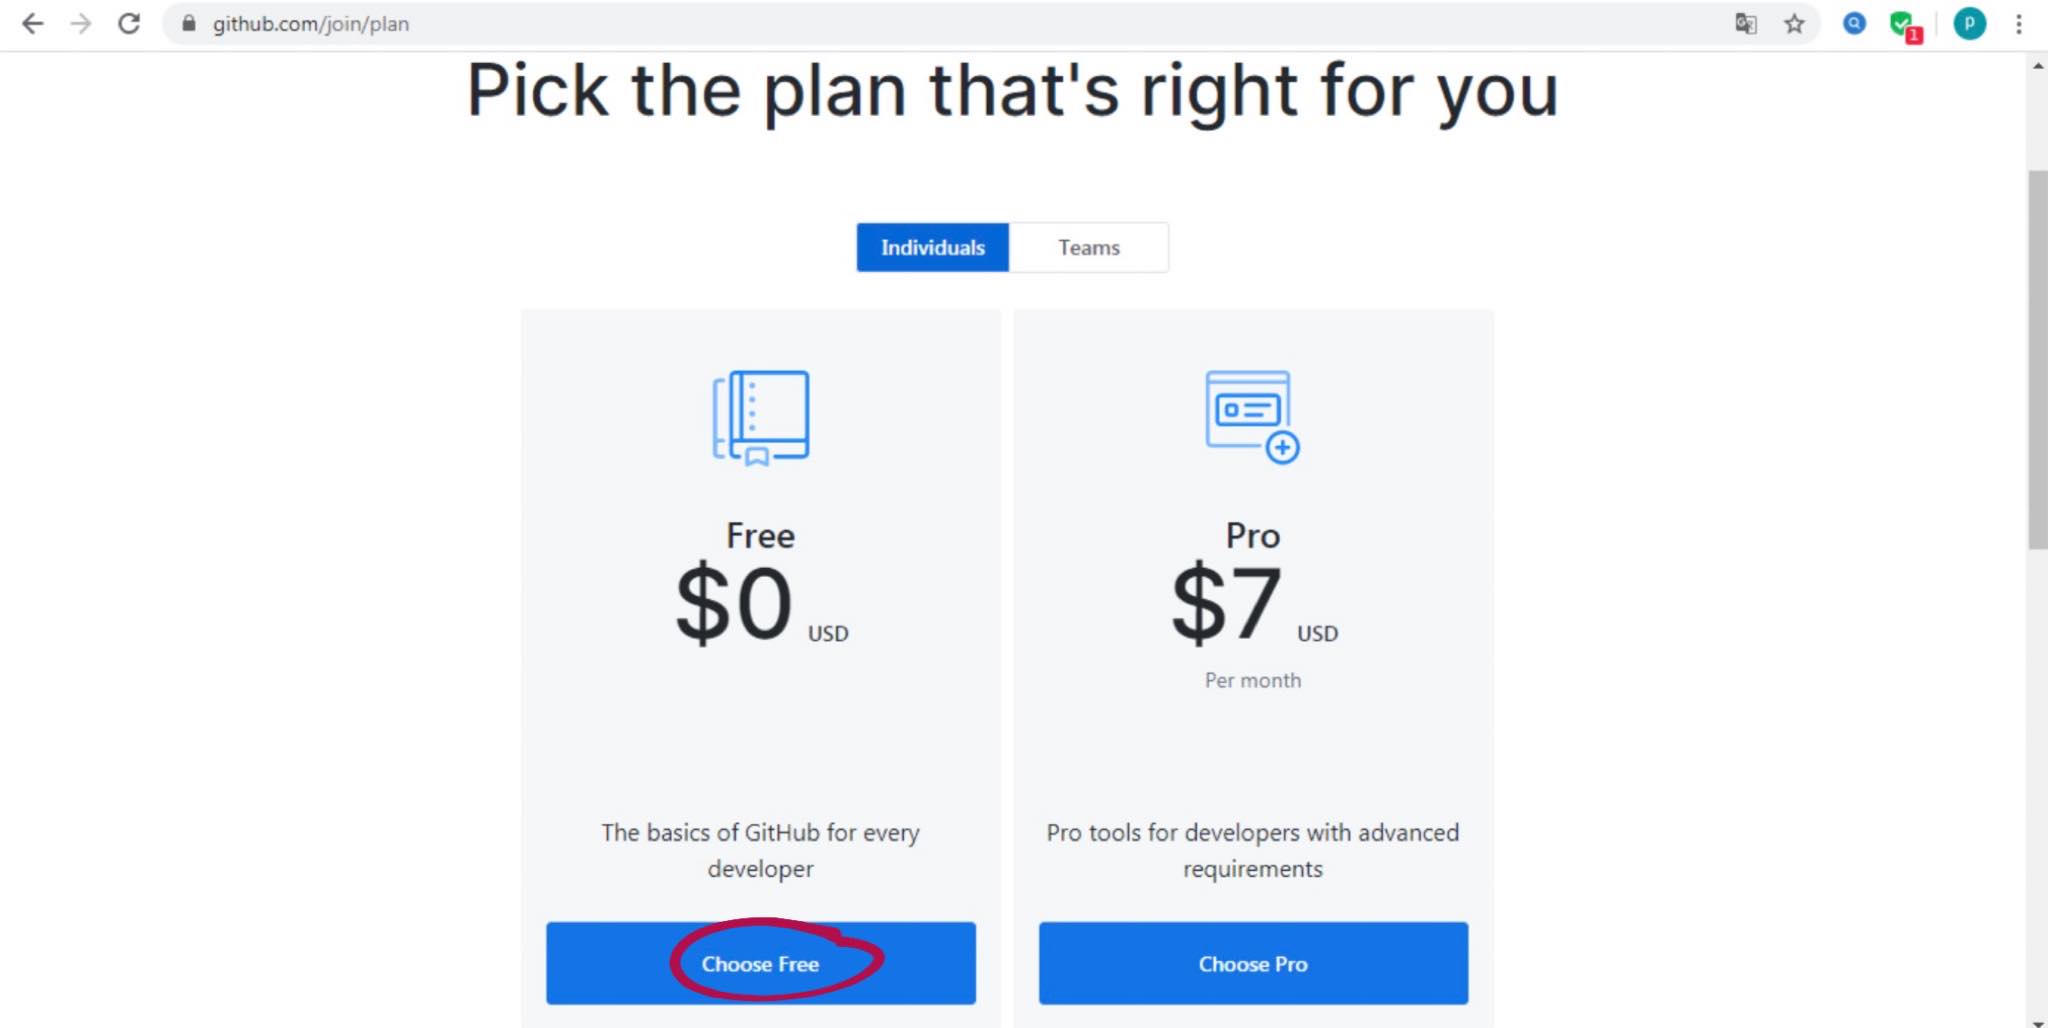 github.com/join/plan
1
P
Pick the plan that's right for you
Individuals Teams
Free
$0 USD
Pro
$7 USD
Per month
The basics of GitHub for every
developer
Choose Free
Pro tools for developers with advanced
requirements
Choose Pro